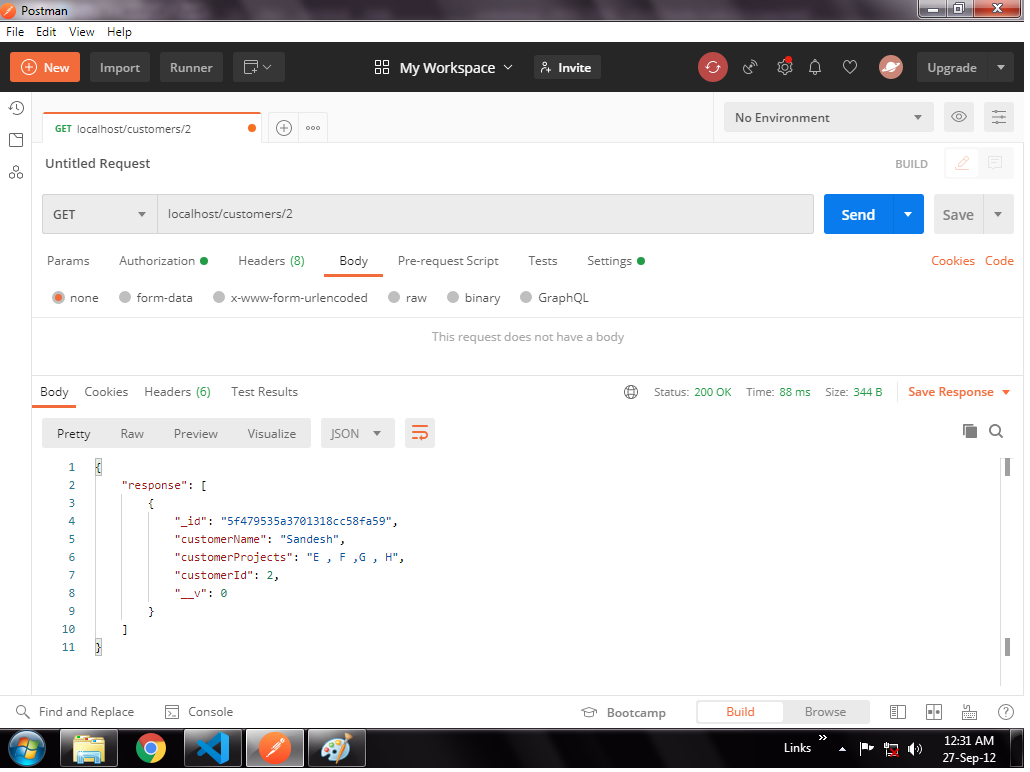 Postman
File Edit View Help
New Import Runner My Workspace Invite Upgrade
GET localhost/customers/2 No Environment
Untitled Request BUILD
GET localhost/customers/2 Send Save
Params Authorization Headers (8) Body Pre-request Script Tests Settings Cookies Code
none form-data x-www-form-urlencoded raw binary GraphQL
This request does not have a body
Body Cookies Headers (6) Test Results Status: 200 OK Time: 88 ms Size: 344 B Save Response
Pretty Raw Preview Visualize JSON
1 {
2 "response": [
3 {
4 "_id": "5f479535a3701318cc58fa59",
5 "customerName": "Sandesh",
6 "customerProjects": "E , F ,G , H",
7 "customerId": 2,
8 "__v": 0
9 }
10 ]
11 }
Find and Replace Console Bootcamp Build Browse
Links 12:31 AM
27-Sep-12